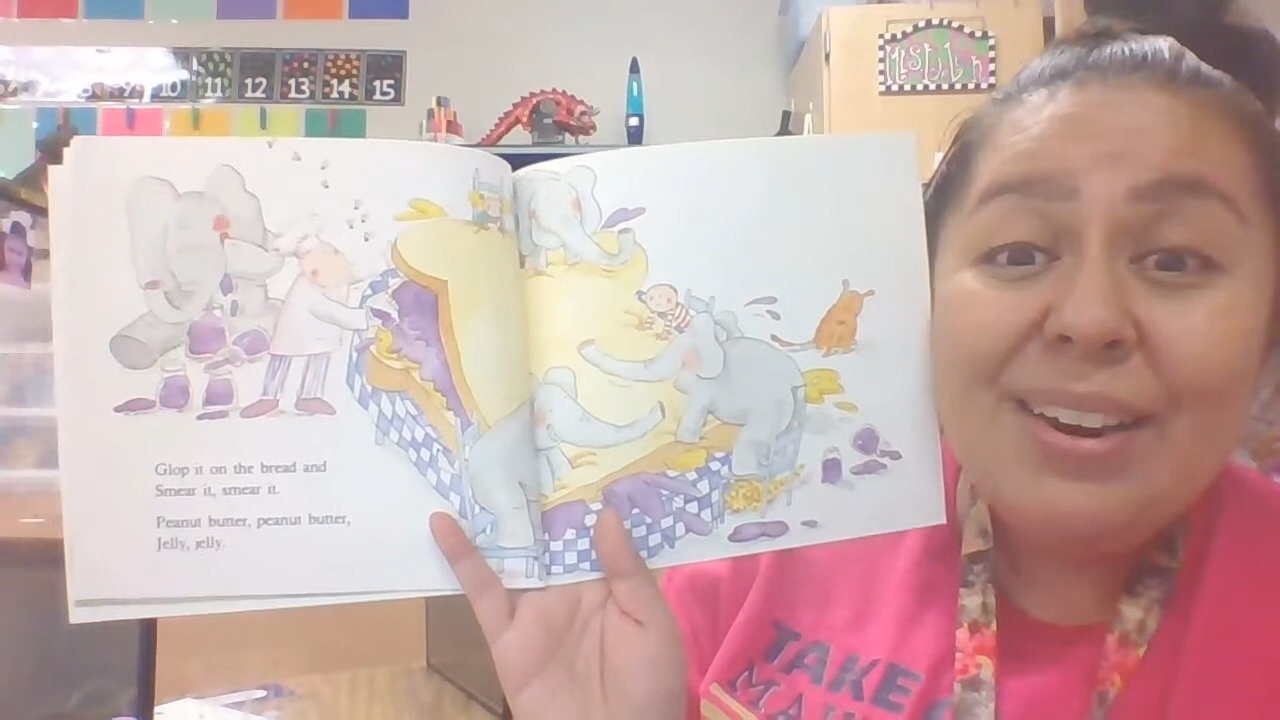 10 11 12 13 14 15
Glop it on the bread and
Smear it, smear it.
Peanut butter, peanut butter,
Jelly, jelly.
TAKE